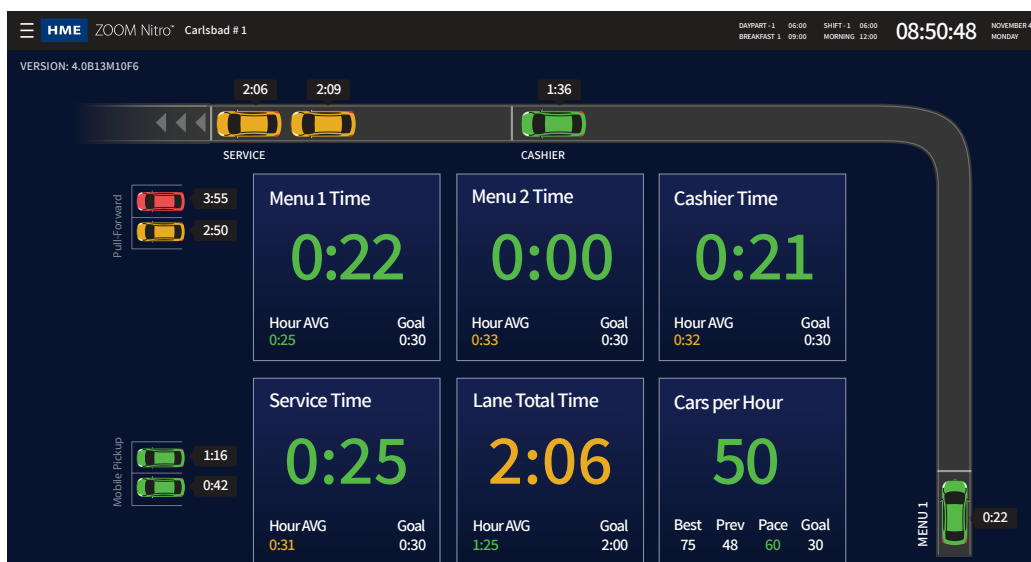 HME ZOOM Nitro™ Carlsbad # 1
DAYPART - 1 06:00 SHIFT - 1 06:00
BREAKFAST 1 09:00 MORNING 12:00
08:50:48
NOVEMBER 4
MONDAY
VERSION: 4.0B13M10F6
2:06 2:09 1:36
SERVICE CASHIER
Pull-Forward
3:55
2:50
Menu 1 Time
0:22
Hour AVG Goal
0:25 0:30
Menu 2 Time
0:00
Hour AVG Goal
0:33 0:30
Cashier Time
0:21
Hour AVG Goal
0:32 0:30
Mobile Pickup
1:16
0:42
Service Time
0:25
Hour AVG Goal
0:31 0:30
Lane Total Time
2:06
Hour AVG Goal
1:25 2:00
Cars per Hour
50
Best Prev Pace Goal
75 48 60 30
MENU 1
0:22